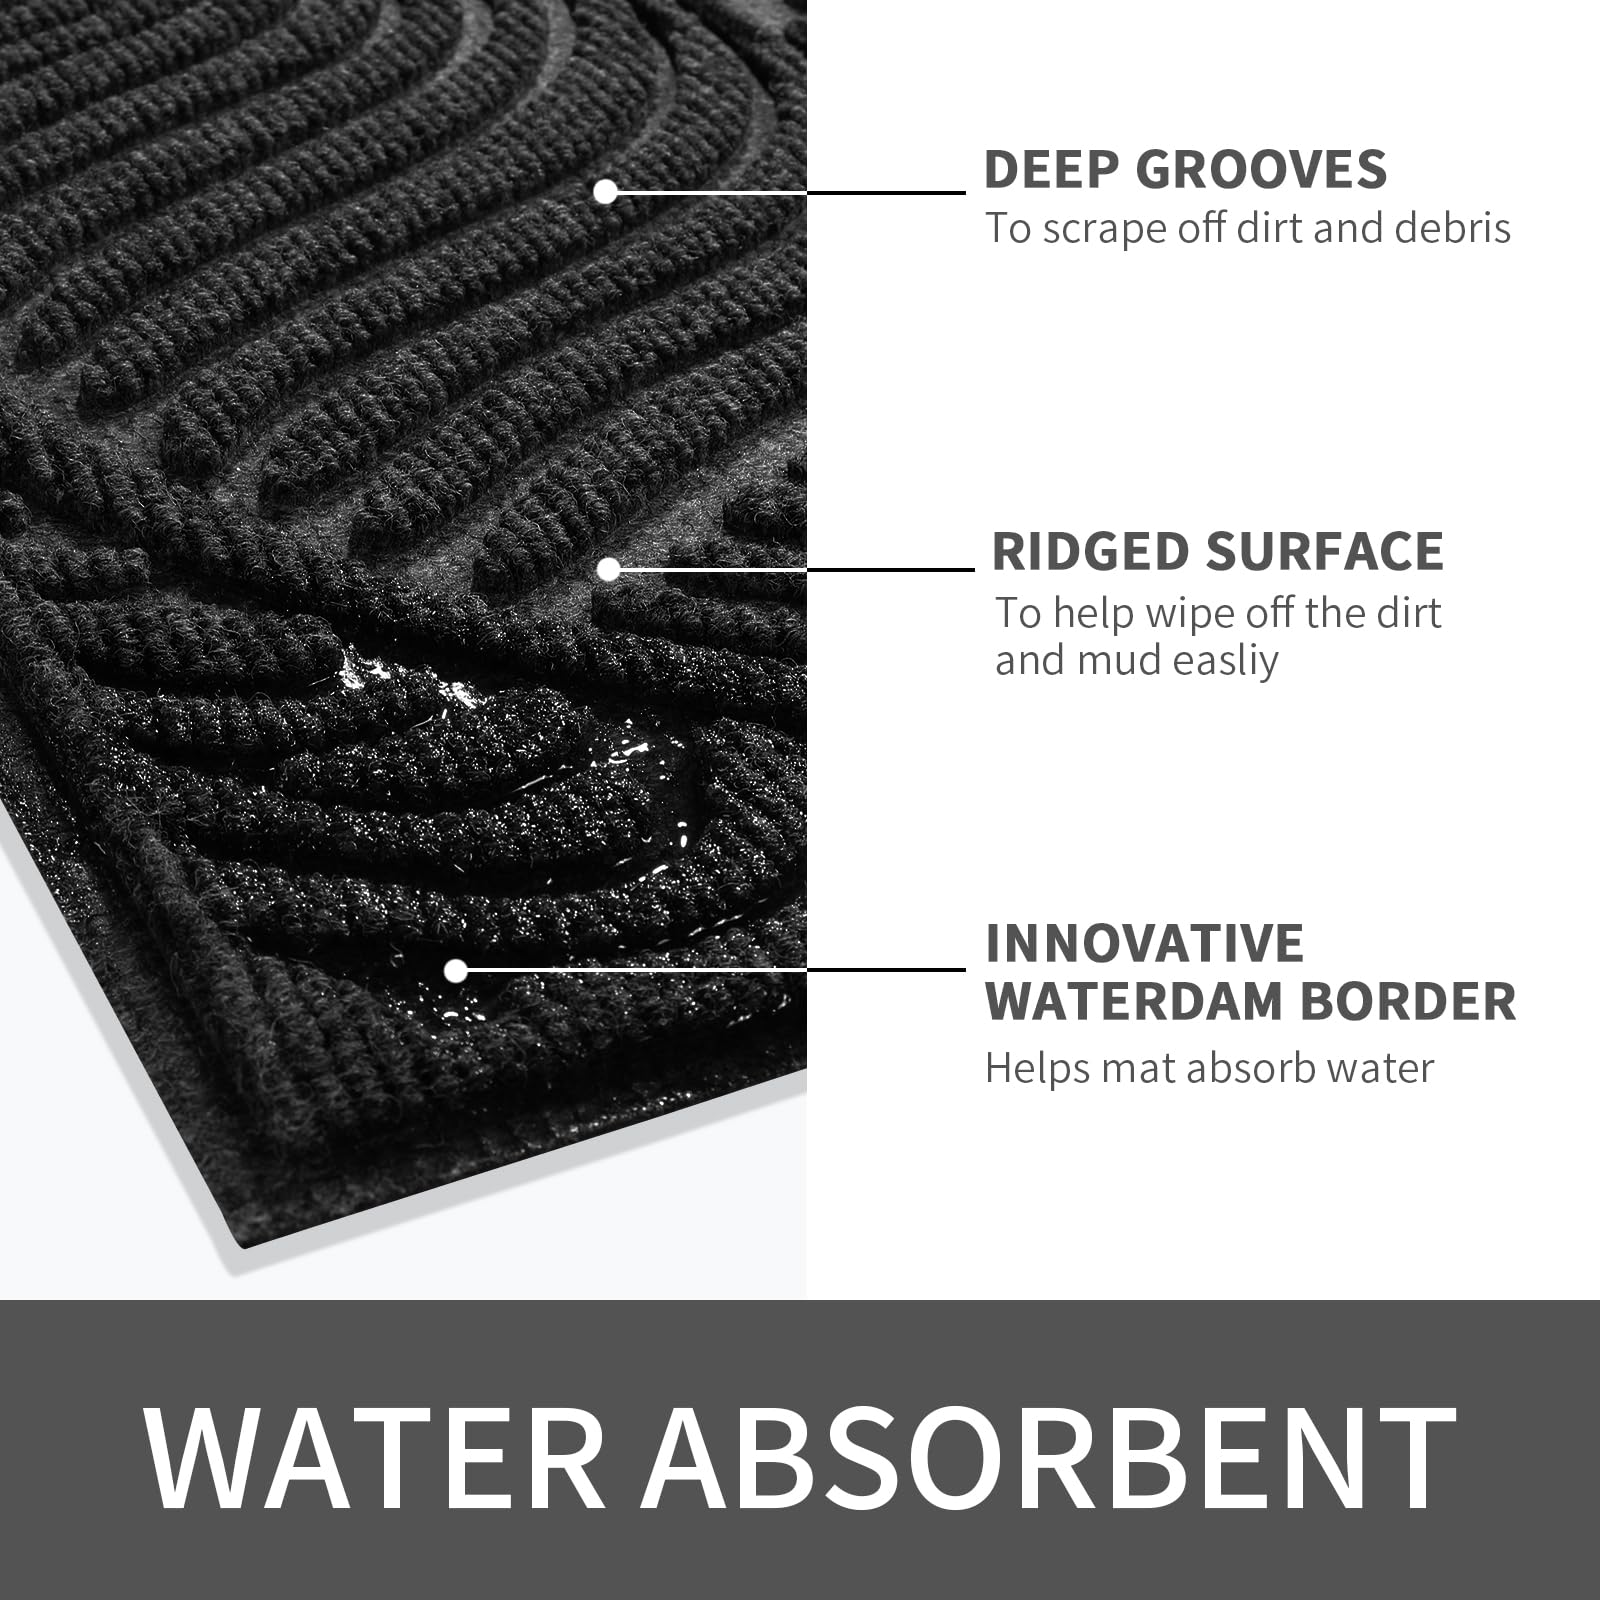 DEEP GROOVES
To scrape off dirt and debris
RIDGED SURFACE
To help wipe off the dirt
and mud easliy
INNOVATIVE
WATERDAM BORDER
Helps mat absorb water
WATER ABSORBENT